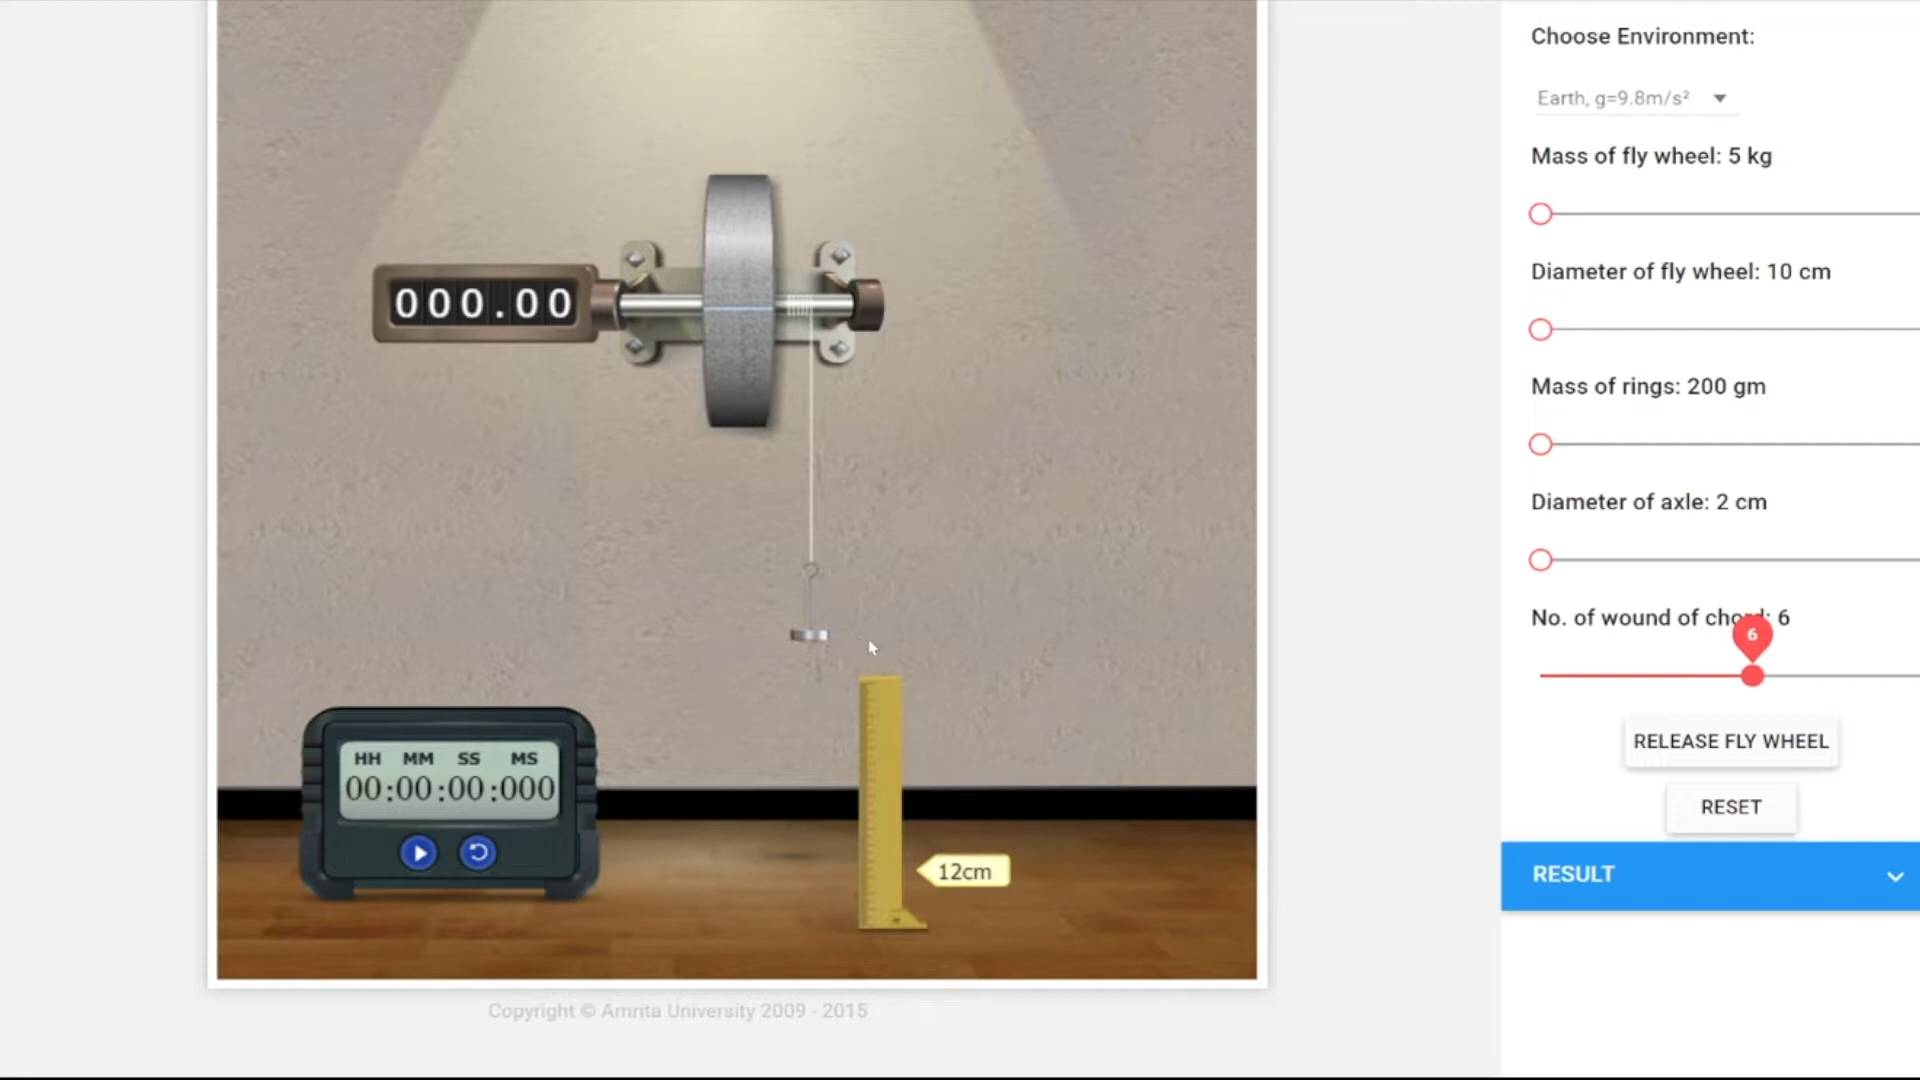 000.00
HH MM SS MS
00:00:00:000
12cm
Copyright © Amrita University 2009 - 2015
Choose Environment:
Earth, g=9.8m/s²
Mass of fly wheel: 5 kg
Diameter of fly wheel: 10 cm
Mass of rings: 200 gm
Diameter of axle: 2 cm
No. of wound of chord: 6
6
RELEASE FLY WHEEL
RESET
RESULT